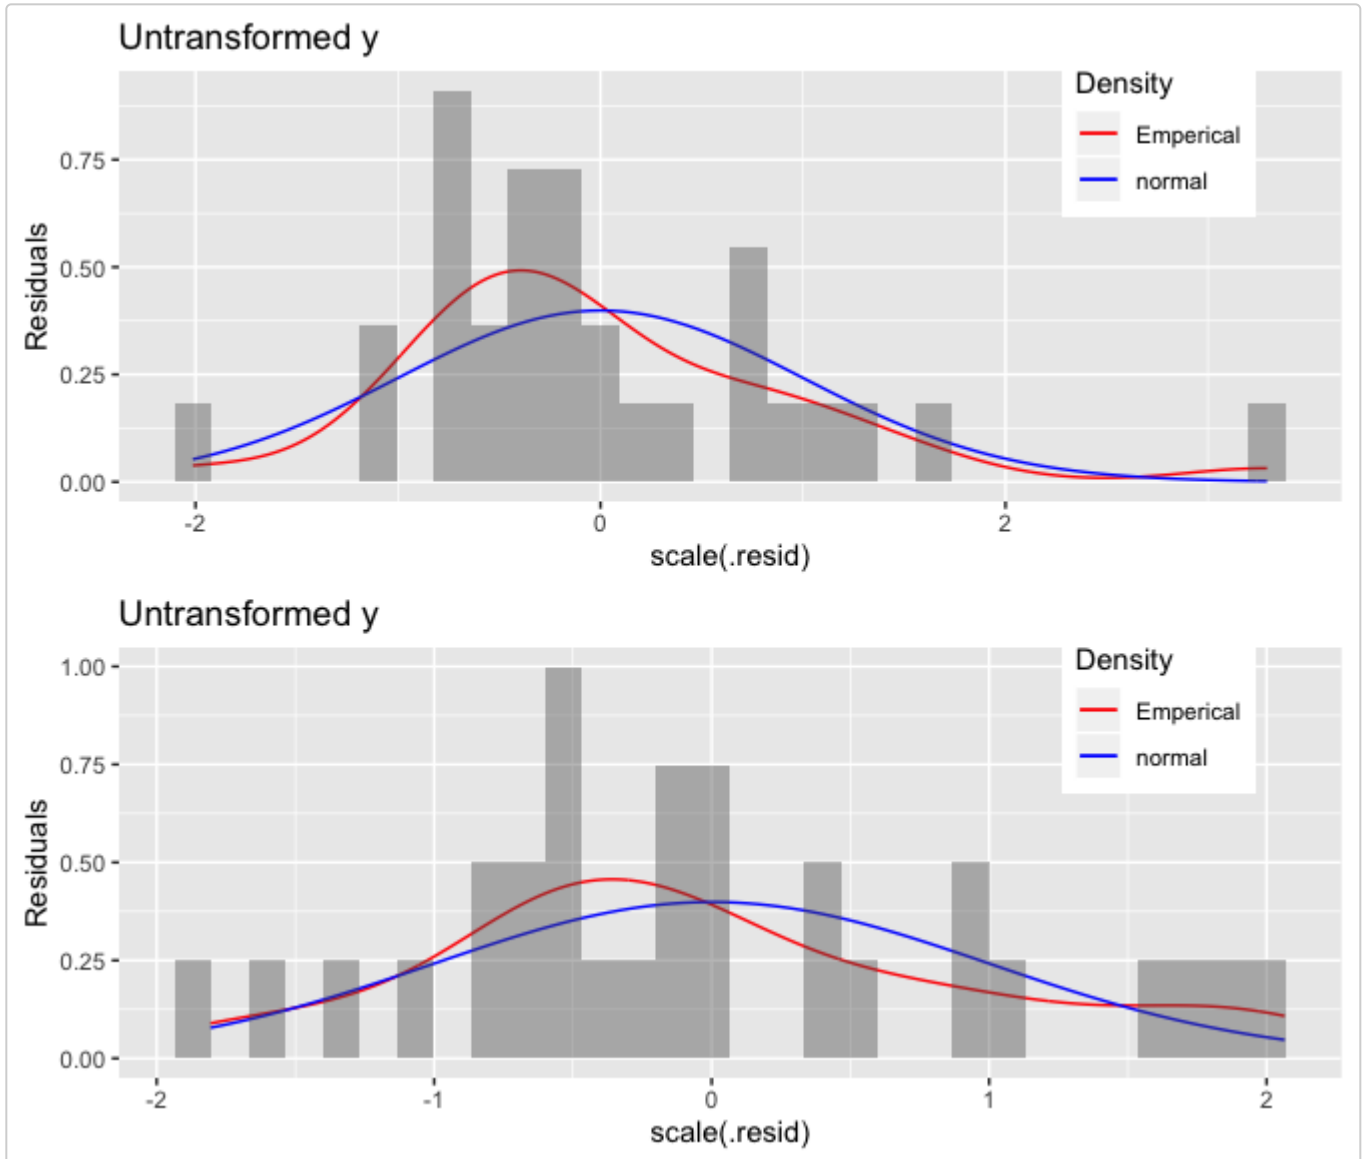 Untransformed y
Density
Emperical
normal
Residuals
0.75
0.50
0.25
0.00
-2
0
2
scale(.resid)
Untransformed y
Density
Emperical
normal
Residuals
1.00
0.75
0.50
0.25
0.00
-2
-1
0
1
2
scale(.resid)